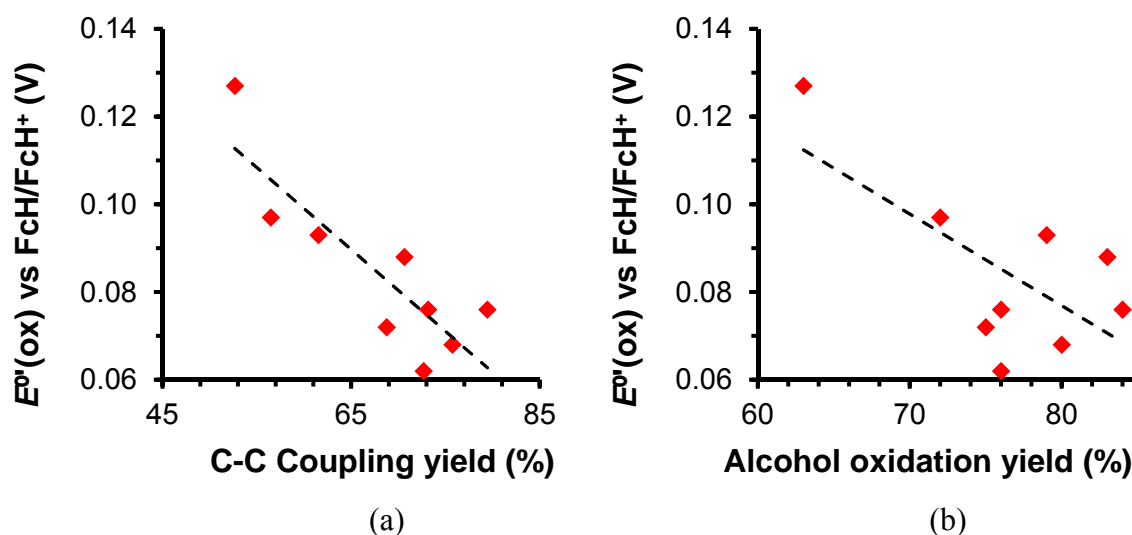 E⁰'(ox) vs FcH/FcH⁺ (V)
0.14
0.12
0.10
0.08
0.06
45
65
85
C-C Coupling yield (%)
(a)
E⁰'(ox) vs FcH/FcH⁺ (V)
0.14
0.12
0.10
0.08
0.06
60
70
80
Alcohol oxidation yield (%)
(b)